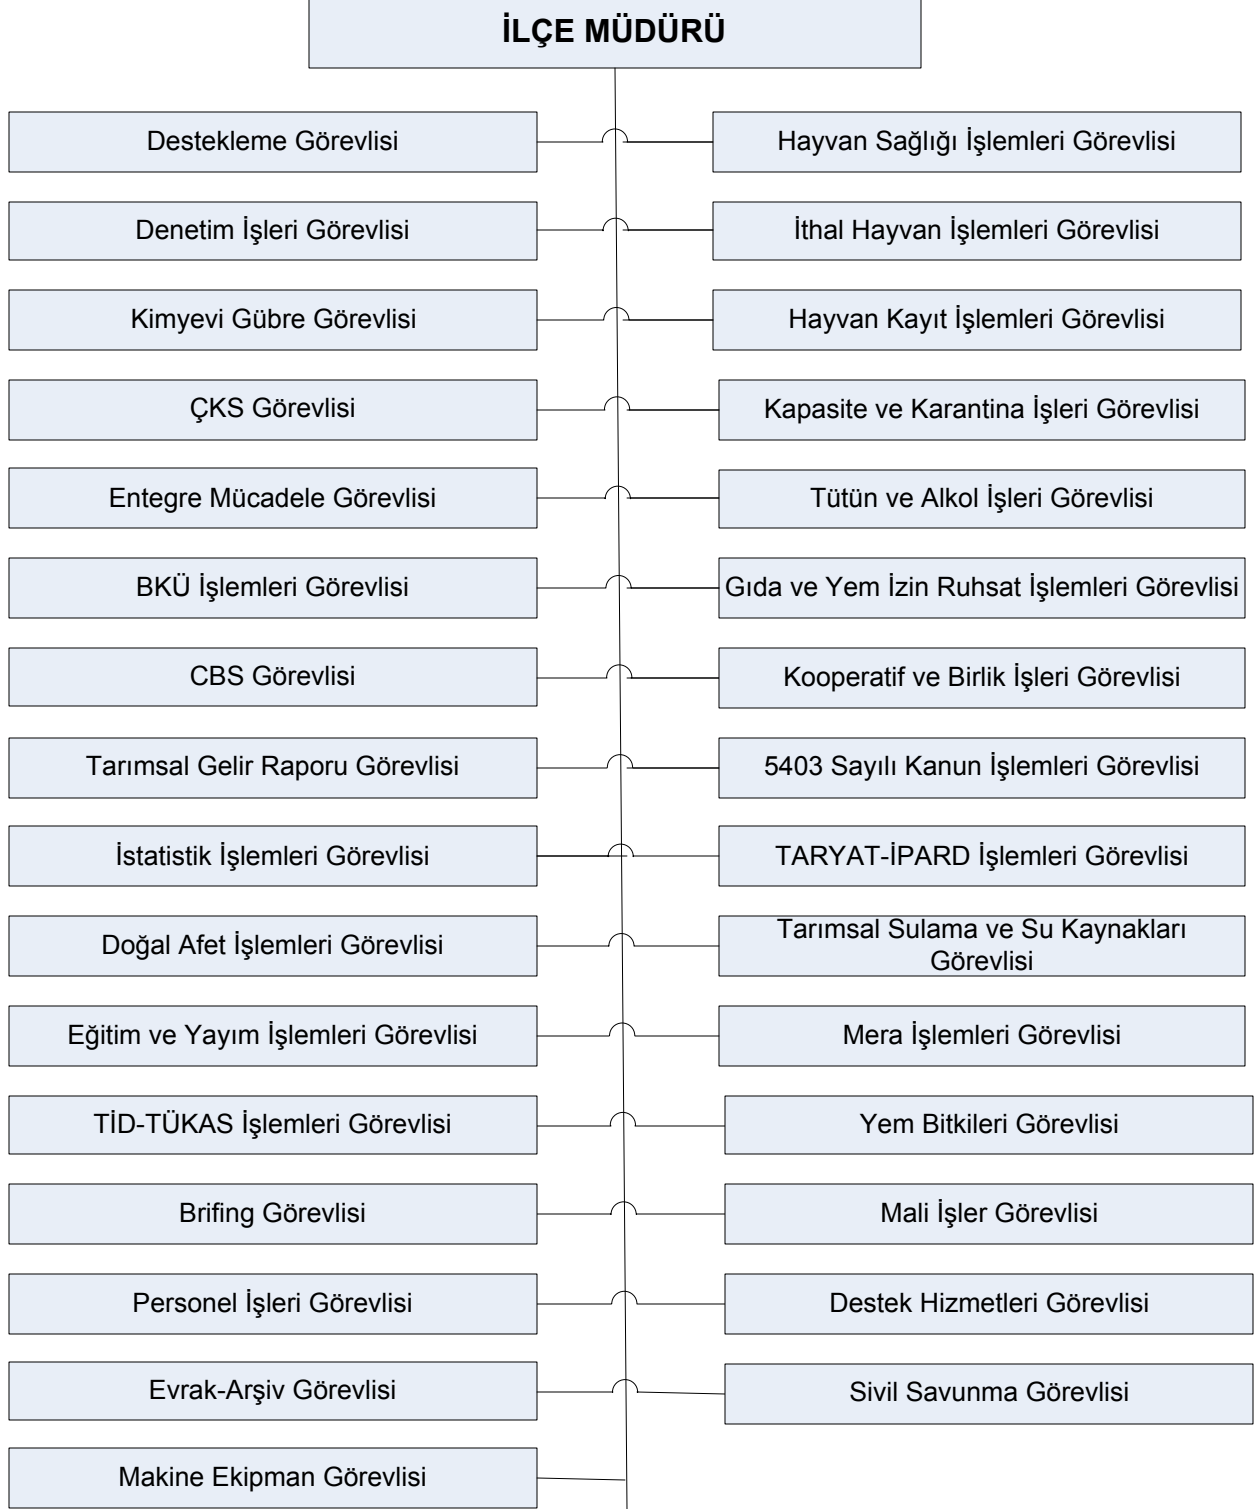 İLÇE MÜDÜRÜ
Destekleme Görevlisi
Hayvan Sağlığı İşlemleri Görevlisi
Denetim İşleri Görevlisi
İthal Hayvan İşlemleri Görevlisi
Kimyevi Gübre Görevlisi
Hayvan Kayıt İşlemleri Görevlisi
ÇKS Görevlisi
Kapasite ve Karantina İşleri Görevlisi
Entegre Mücadele Görevlisi
Tütün ve Alkol İşleri Görevlisi
BKÜ İşlemleri Görevlisi
Gıda ve Yem İzin Ruhsat İşlemleri Görevlisi
CBS Görevlisi
Kooperatif ve Birlik İşleri Görevlisi
Tarımsal Gelir Raporu Görevlisi
5403 Sayılı Kanun İşlemleri Görevlisi
İstatistik İşlemleri Görevlisi
TARYAT-İPARD İşlemleri Görevlisi
Doğal Afet İşlemleri Görevlisi
Tarımsal Sulama ve Su Kaynakları
Görevlisi
Eğitim ve Yayım İşlemleri Görevlisi
Mera İşlemleri Görevlisi
TİD-TÜKAS İşlemleri Görevlisi
Yem Bitkileri Görevlisi
Brifing Görevlisi
Mali İşler Görevlisi
Personel İşleri Görevlisi
Destek Hizmetleri Görevlisi
Evrak-Arşiv Görevlisi
Sivil Savunma Görevlisi
Makine Ekipman Görevlisi